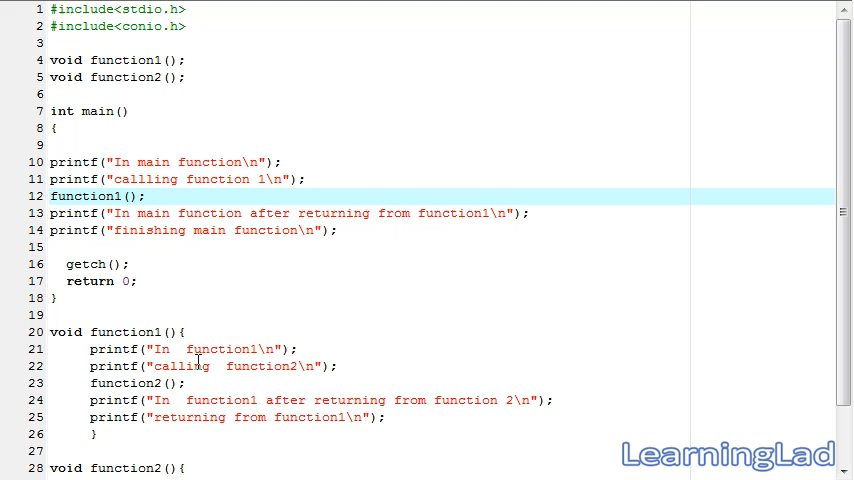 1 #include<stdio.h>
2 #include<conio.h>
3
4 void function1();
5 void function2();
6
7 int main()
8 {
9
10 printf("In main function\n");
11 printf("callling function 1\n");
12 function1();
13 printf("In main function after returning from function1\n");
14 printf("finishing main function\n");
15
16   getch();
17   return 0;
18 }
19
20 void function1(){
21      printf("In  function1\n");
22      printf("calling  function2\n");
23      function2();
24      printf("In  function1 after returning from function 2\n");
25      printf("returning from function1\n");
26      }
27
28 void function2(){
LearningLad